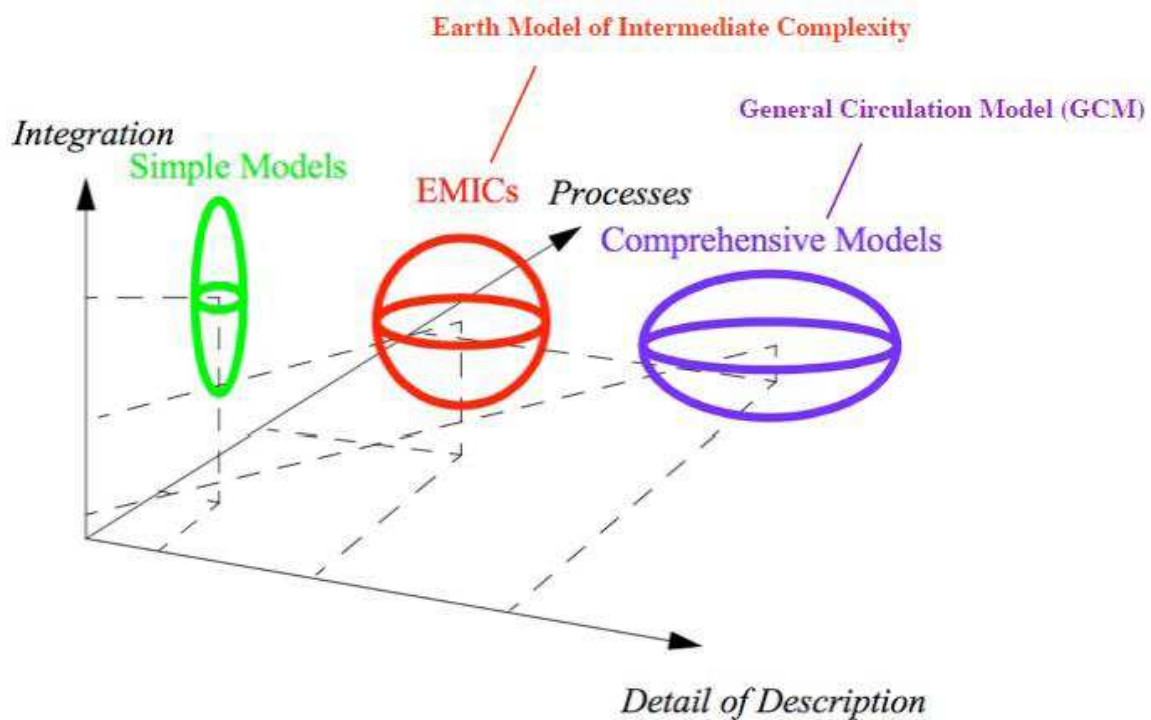 Earth Model of Intermediate Complexity
General Circulation Model (GCM)
Integration
Simple Models
EMICs
Processes
Comprehensive Models
Detail of Description